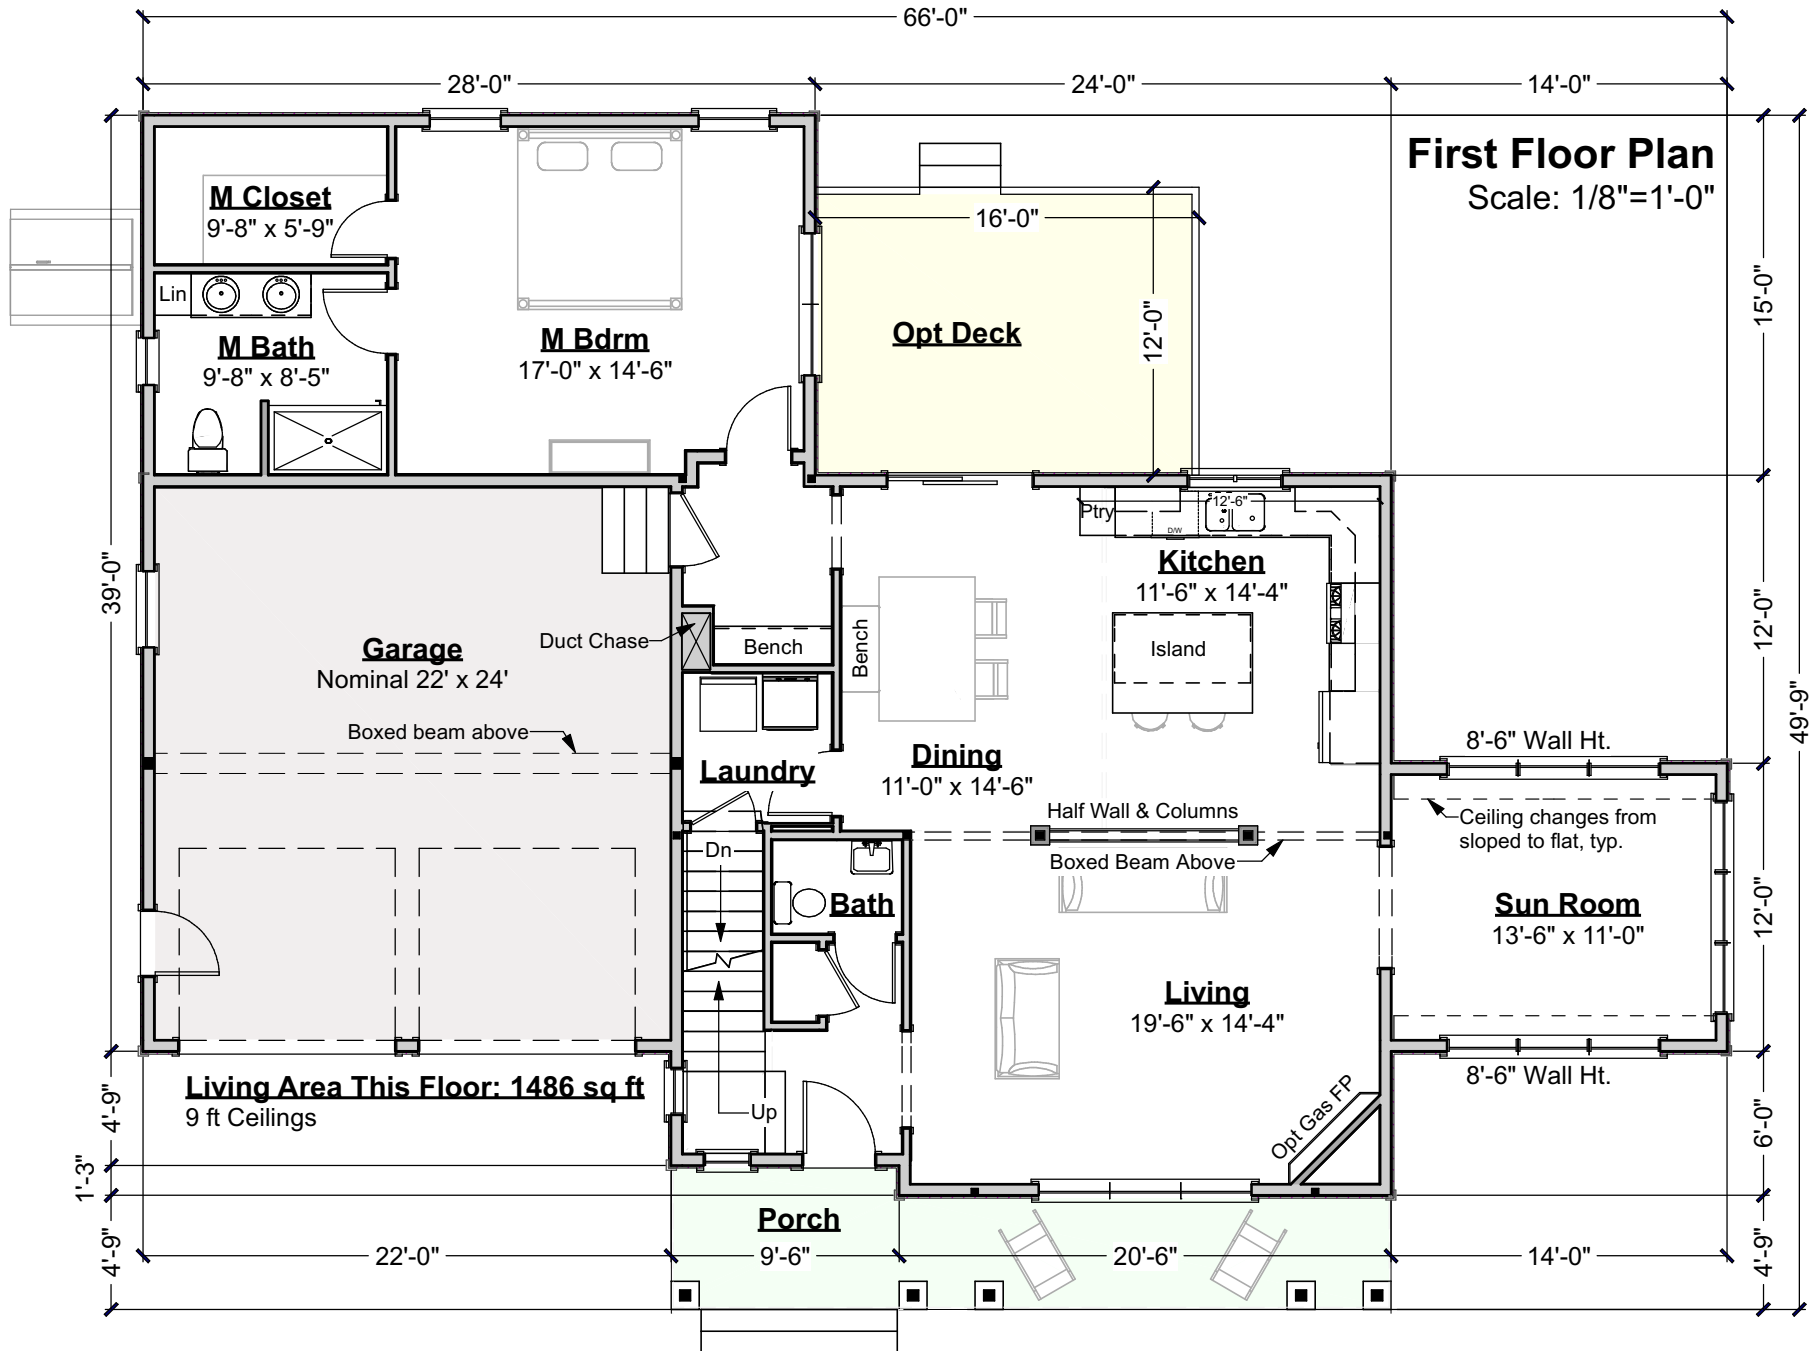 66'-0"
28'-0"
24'-0"
14'-0"
First Floor Plan
Scale: 1/8"=1'-0"
M Closet
9'-8" x 5'-9"
16'-0"
12'-0"
15'-0"
Lin
M Bath
9'-8" x 8'-5"
M Bdrm
17'-0" x 14'-6"
Opt Deck
39'-0"
49'-9"
12'-6"
Ptry
D/W
Kitchen
11'-6" x 14'-4"
12'-0"
Garage
Nominal 22' x 24'
Duct Chase
Bench
Bench
Island
Boxed beam above
Laundry
Dining
11'-0" x 14'-6"
8'-6" Wall Ht.
Half Wall & Columns
Boxed Beam Above
Ceiling changes from
sloped to flat, typ.
Dn
Bath
Sun Room
13'-6" x 11'-0"
12'-0"
Living
19'-6" x 14'-4"
8'-6" Wall Ht.
Living Area This Floor: 1486 sq ft
9 ft Ceilings
Up
Opt Gas FP
4'-9"
6'-0"
1'-3"
Porch
4'-9"
22'-0"
9'-6"
20'-6"
14'-0"
4'-9"